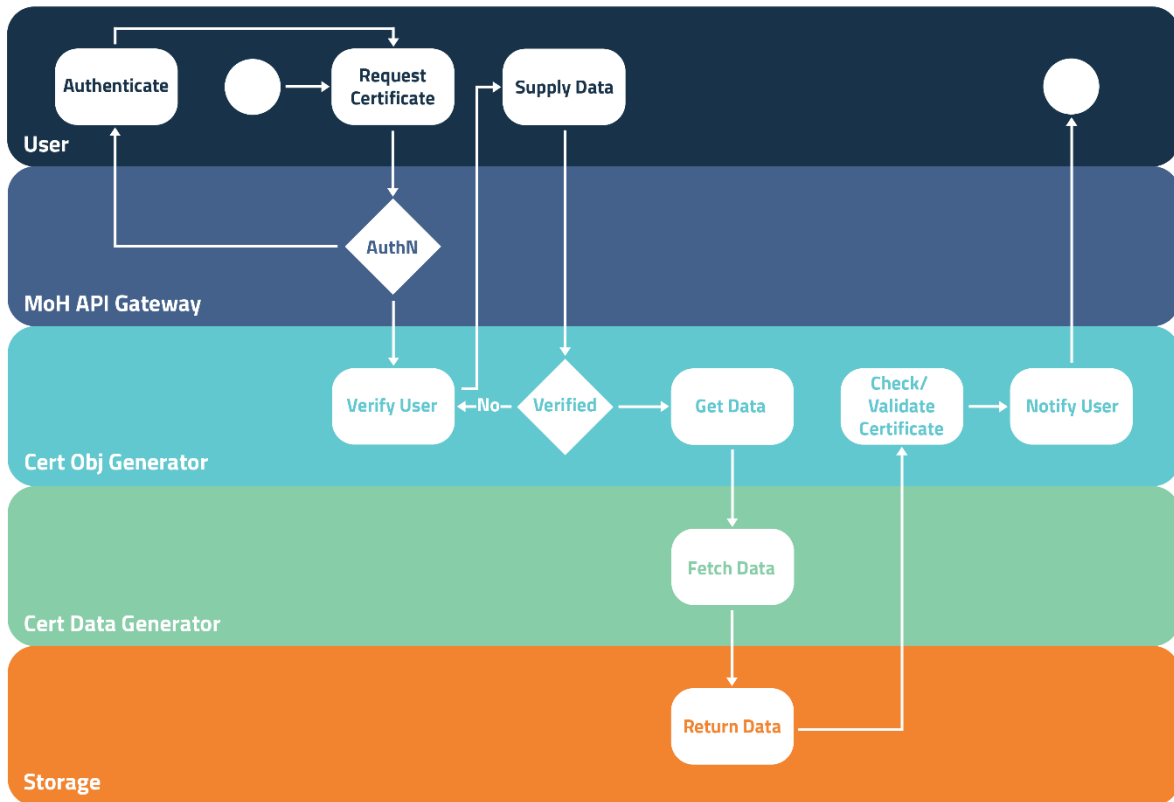 Authenticate
Request
Certificate
Supply Data
User
AuthN
MoH API Gateway
Verify User
No
Verified
Get Data
Check/
Validate
Certificate
Notify User
Cert Obj Generator
Fetch Data
Cert Data Generator
Return Data
Storage